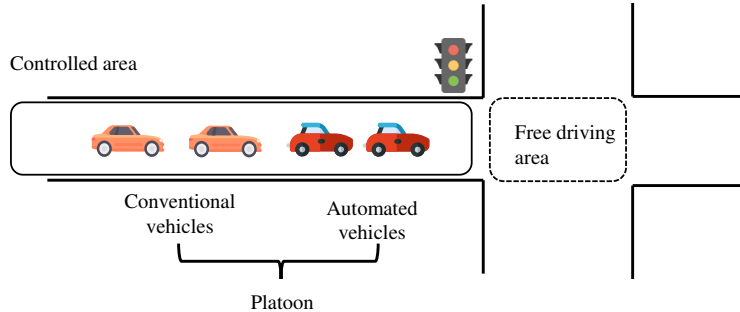 Controlled area
Free driving
area
Conventional
vehicles
Automated
vehicles
Platoon